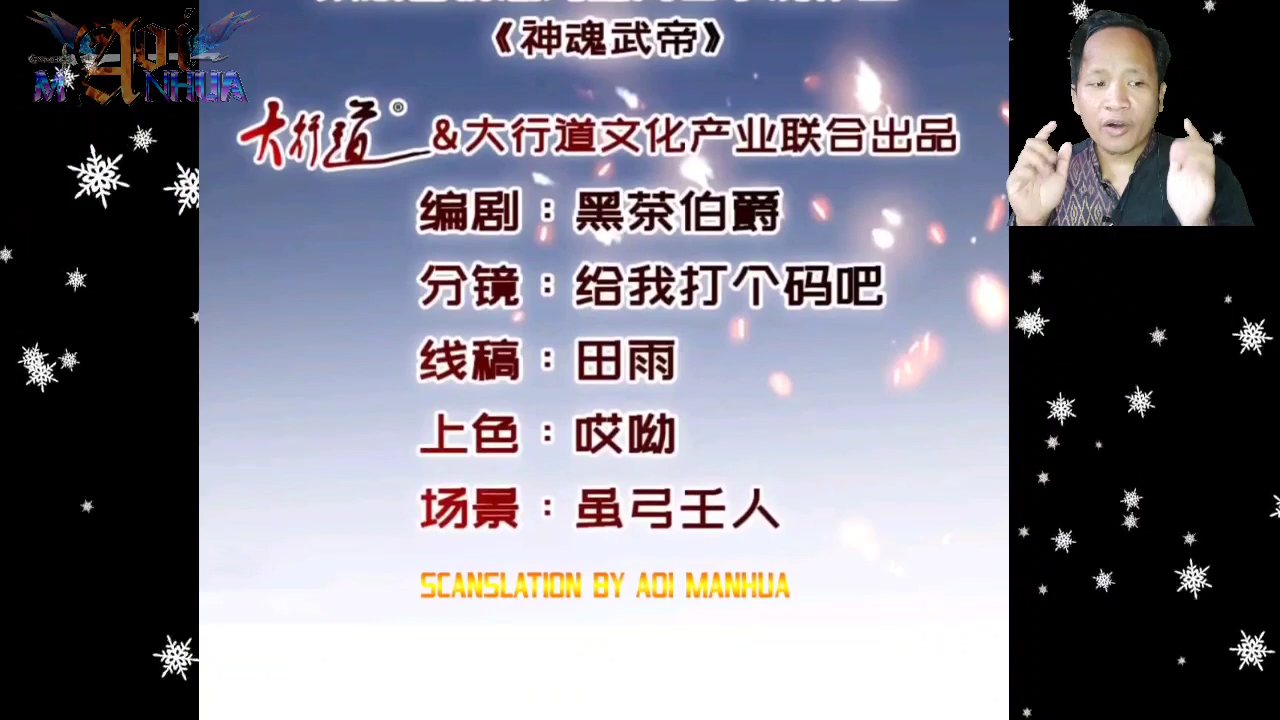 《神魂武帝》
大行道® &大行道文化产业联合出品
编剧：黑茶伯爵
分镜：给我打个码吧
线稿：田雨
上色：哎呦
场景：虽弓壬人
SCANSLATION BY AOI MANHUA
Aoi
MANHUA